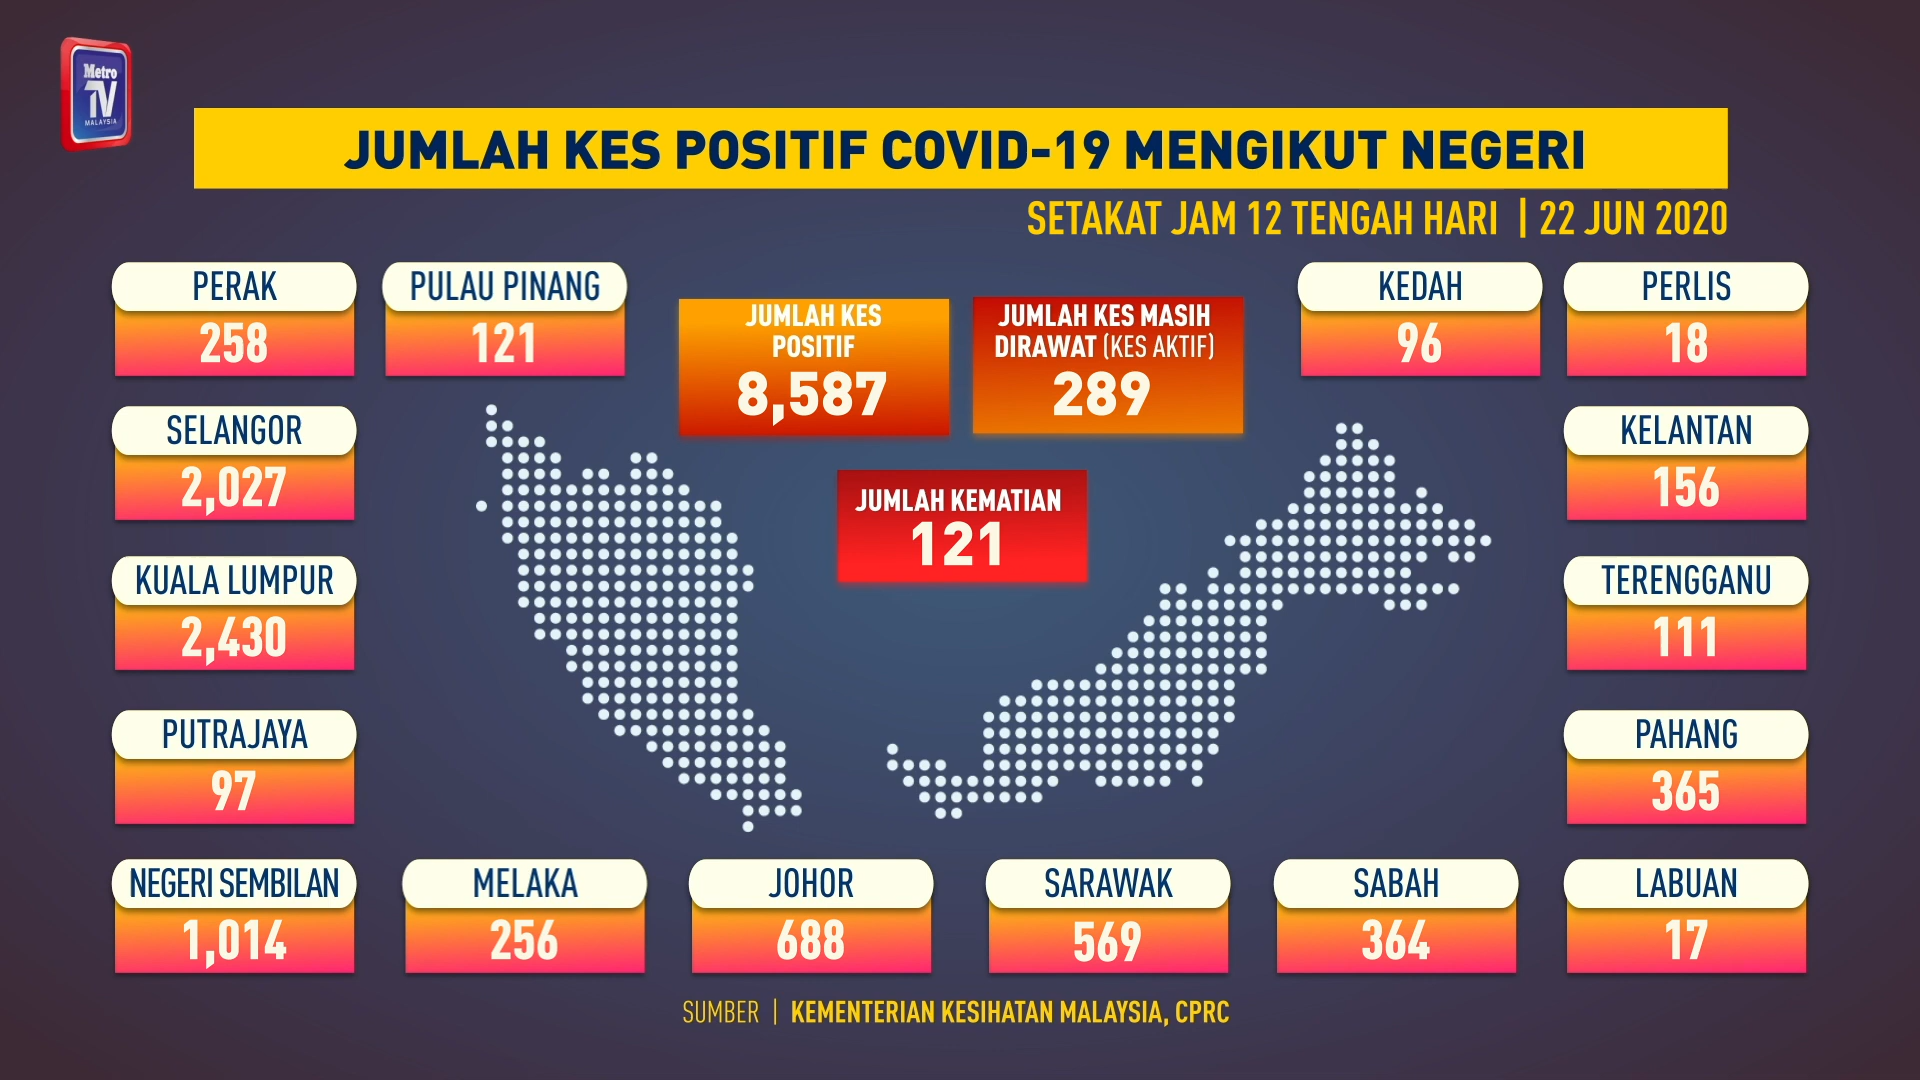 Metro
TV
MALAYSIA
JUMLAH KES POSITIF COVID-19 MENGIKUT NEGERI
SETAKAT JAM 12 TENGAH HARI | 22 JUN 2020
PERAK
258
PULAU PINANG
121
JUMLAH KES
POSITIF
8,587
JUMLAH KES MASIH
DIRAWAT (KES AKTIF)
289
KEDAH
96
PERLIS
18
SELANGOR
2,027
JUMLAH KEMATIAN
121
KELANTAN
156
KUALA LUMPUR
2,430
TERENGGANU
111
PUTRAJAYA
97
PAHANG
365
NEGERI SEMBILAN
1,014
MELAKA
256
JOHOR
688
SARAWAK
569
SABAH
364
LABUAN
17
SUMBER | KEMENTERIAN KESIHATAN MALAYSIA, CPRC